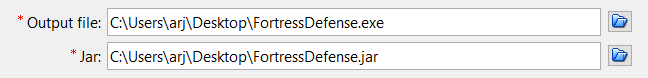 * Output file: C:\Users\arj\Desktop\FortressDefense.exe
* Jar: C:\Users\arj\Desktop\FortressDefense.jar